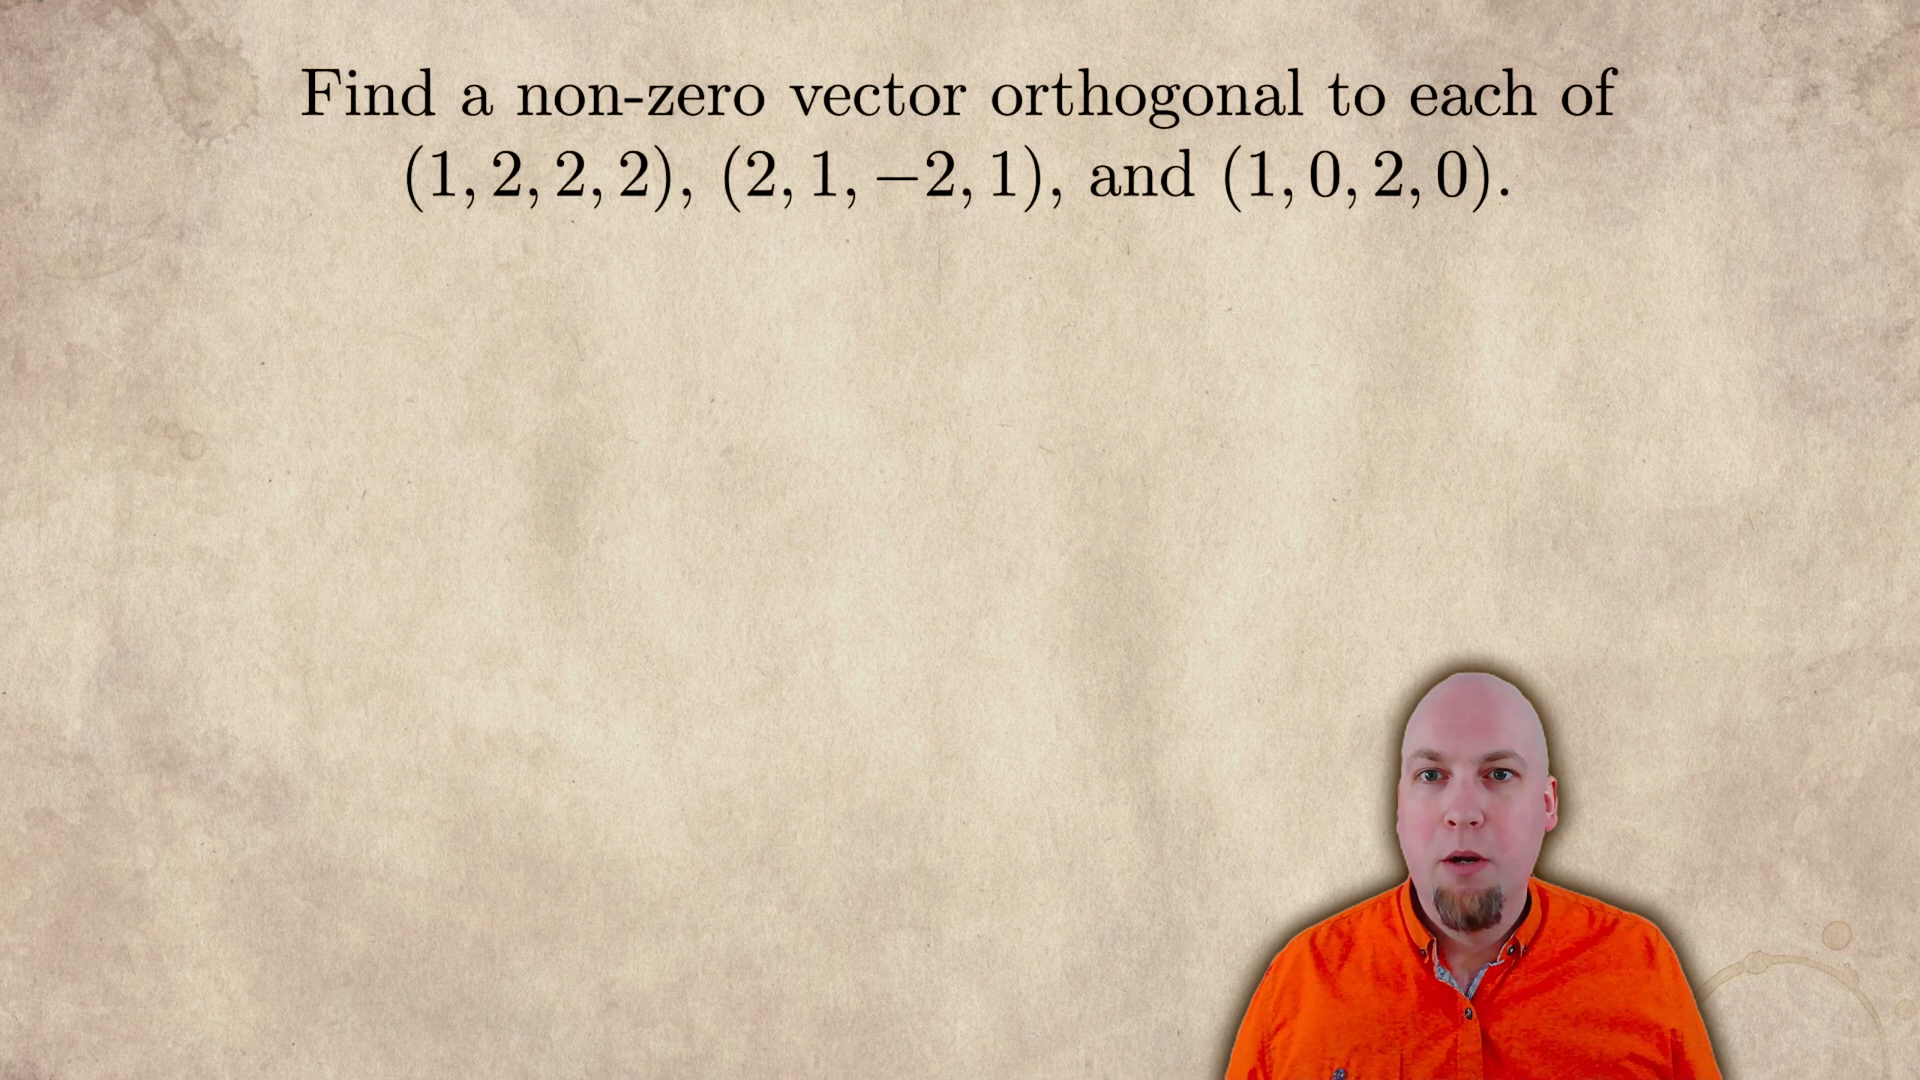 Find a non-zero vector orthogonal to each of
(1, 2, 2, 2), (2, 1, −2, 1), and (1, 0, 2, 0).